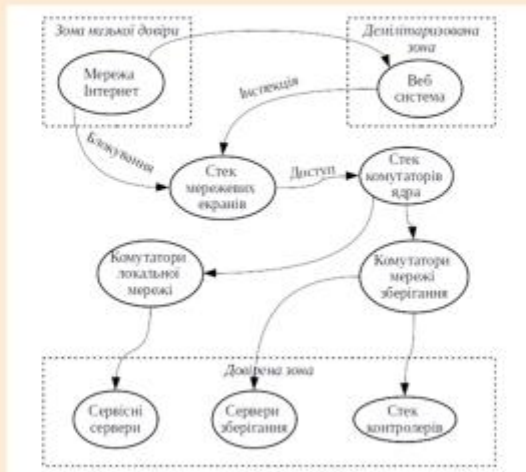 Зона низької довіри
Демілітаризована
зона
Мережа
Інтернет
Веб
система
Інспекція
Блокування
Стек
мережевих
екранів
Доступ
Стек
комутаторів
ядра
Комутатори
локальної
мережі
Комутатори
мережі
зберігання
Довірена зона
Сервісні
сервери
Сервери
зберігання
Стек
контролерів